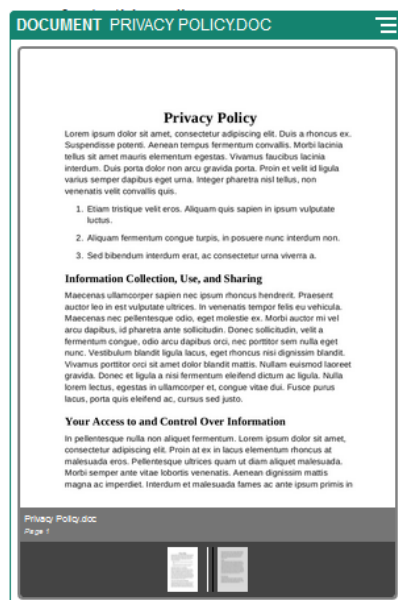 DOCUMENT PRIVACY POLICY.DOC
Privacy Policy
Lorem ipsum dolor sit amet, consectetur adipiscing elit. Duis a rhoncus ex.
Suspendisse potenti. Aenean tempus fermentum convallis. Morbi lacinia
tellus sit amet mauris elementum egestas. Vivamus faucibus lacinia
interdum. Duis porta dolor non arcu gravida porta. Proin et velit id ligula
varius semper dapibus eget urna. Integer pharetra nisl tellus, non
venenatis velit convallis quis.
1. Etiam tristique velit eros. Aliquam quis sapien in ipsum vulputate
luctus.
2. Aliquam fermentum congue turpis, in posuere nunc interdum non.
3. Sed bibendum interdum erat, ac consectetur urna viverra a.
Information Collection, Use, and Sharing
Maecenas ullamcorper sapien nec ipsum rhoncus hendrerit. Praesent
auctor leo in est vulputate ultrices. In venenatis tempor felis eu vehicula.
Maecenas nec pellentesque odio, eget molestie ex. Morbi auctor mi vel
arcu dapibus, id pharetra ante sollicitudin. Donec sollicitudin, velit a
fermentum congue, odio arcu dapibus orci, nec porttitor sem nulla eget
nunc. Vestibulum blandit ligula lacus, eget rhoncus nisi dignissim blandit.
Vivamus porttitor orci sit amet dolor blandit mattis. Nullam euismod laoreet
gravida. Donec et ligula a nisi fermentum eleifend dictum ac ligula. Nulla
lorem lectus, egestas in ullamcorper et, congue vitae dui. Fusce purus
lacus, porta quis eleifend ac, cursus sed justo.
Your Access to and Control Over Information
In pellentesque nulla non aliquet fermentum. Lorem ipsum dolor sit amet,
consectetur adipiscing elit. Proin at ex in lacus elementum rhoncus at
malesuada eros. Pellentesque ultrices quam ut diam aliquet malesuada.
Morbi semper ante vitae lobortis venenatis. Aenean dignissim mattis
magna ac imperdiet. Interdum et malesuada fames ac ante ipsum primis in
Privacy Policy.doc
Page 1